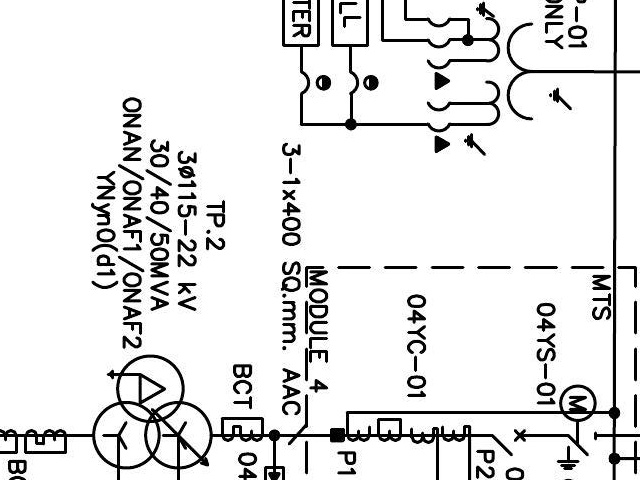 P-01
ONLY
LL
TER
MTS
04YS-01
M
04YC-01
MODULE 4
3-1x400 SQ.mm. AAC
TP.2
3ø115-22 kV
30/40/50MVA
ONAN/ONAF1/ONAF2
YNyn0(d1)
BCT
P1
P2
04
0
BC